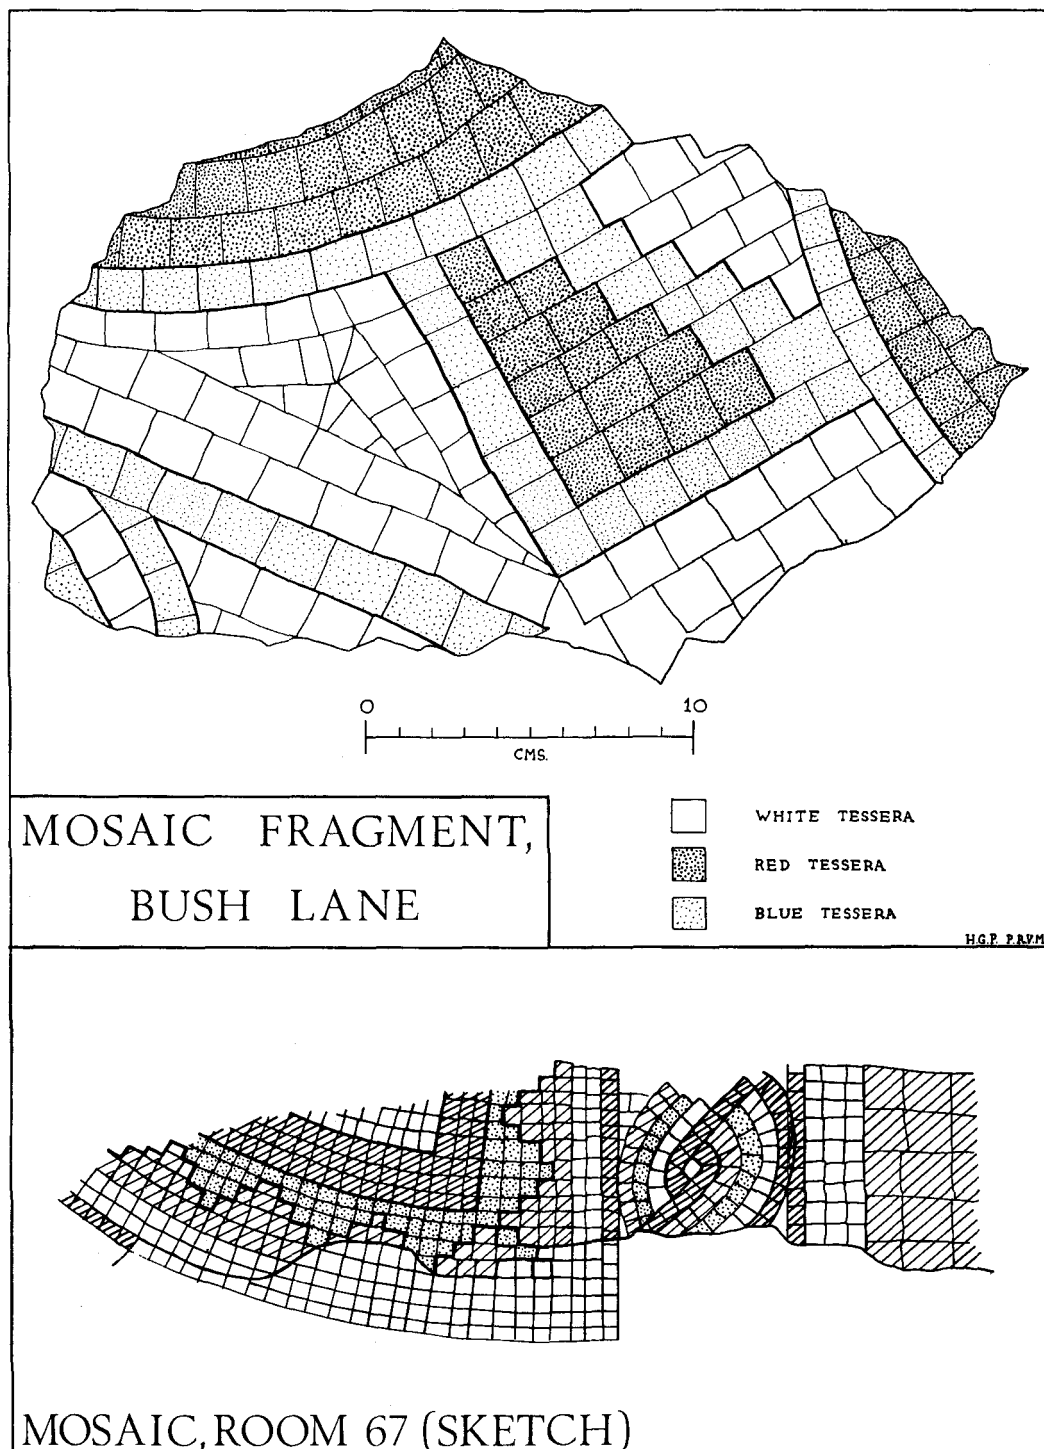 0 10
CMS.
MOSAIC FRAGMENT,
BUSH LANE
WHITE TESSERA
RED TESSERA
BLUE TESSERA
H.G.P. P.R.V.M
MOSAIC, ROOM 67 (SKETCH)